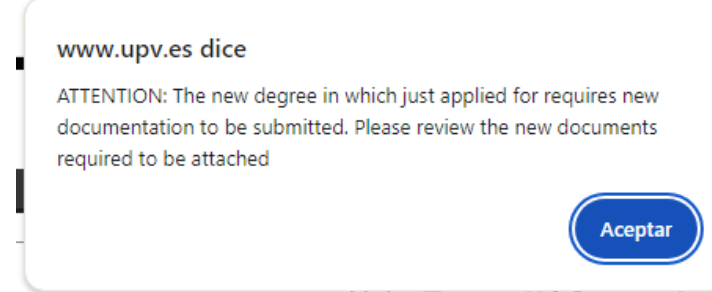 www.upv.es dice
ATTENTION: The new degree in which just applied for requires new
documentation to be submitted. Please review the new documents
required to be attached
Aceptar